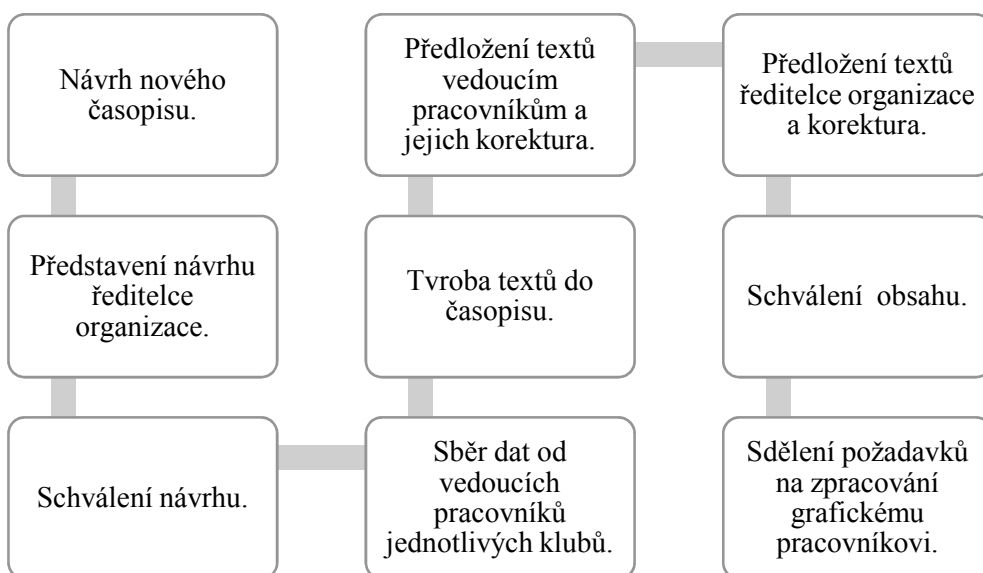 Návrh nového
časopisu.
Představení návrhu
ředitelce
organizace.
Schválení návrhu.
Sběr dat od
vedoucích
pracovníků
jednotlivých klubů.
Tvroba textů do
časopisu.
Předložení textů
vedoucím
pracovníkům a
jejich korektura.
Předložení textů
ředitelce organizace
a korektura.
Schválení  obsahu.
Sdělení požadavků
na zpracování
grafickému
pracovníkovi.